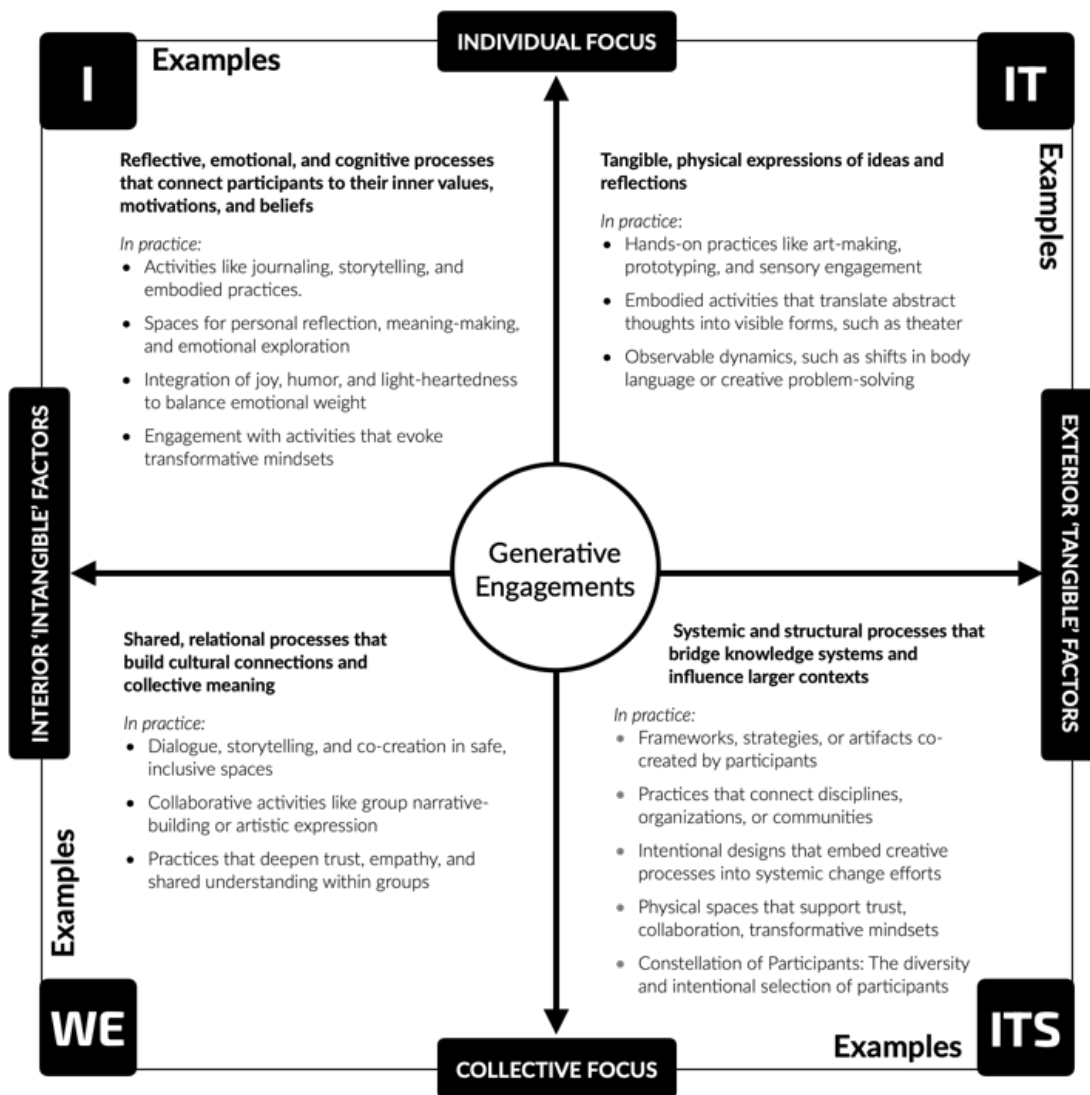 INDIVIDUAL FOCUS
I
Examples
Reflective, emotional, and cognitive processes
that connect participants to their inner values,
motivations, and beliefs
In practice:
• Activities like journaling, storytelling, and
embodied practices.
• Spaces for personal reflection, meaning-making,
and emotional exploration
• Integration of joy, humor, and light-heartedness
to balance emotional weight
• Engagement with activities that evoke
transformative mindsets
IT
Examples
Tangible, physical expressions of ideas and
reflections
In practice:
• Hands-on practices like art-making,
prototyping, and sensory engagement
• Embodied activities that translate abstract
thoughts into visible forms, such as theater
• Observable dynamics, such as shifts in body
language or creative problem-solving
INTERIOR ‘INTANGIBLE’ FACTORS
Generative
Engagements
EXTERIOR ‘TANGIBLE’ FACTORS
Shared, relational processes that
build cultural connections and
collective meaning
In practice:
• Dialogue, storytelling, and co-creation in safe,
inclusive spaces
• Collaborative activities like group narrative-
building or artistic expression
• Practices that deepen trust, empathy, and
shared understanding within groups
Examples
WE
Systemic and structural processes that
bridge knowledge systems and
influence larger contexts
In practice:
• Frameworks, strategies, or artifacts co-
created by participants
• Practices that connect disciplines,
organizations, or communities
• Intentional designs that embed creative
processes into systemic change efforts
• Physical spaces that support trust,
collaboration, transformative mindsets
• Constellation of Participants: The diversity
and intentional selection of participants
Examples
ITS
COLLECTIVE FOCUS